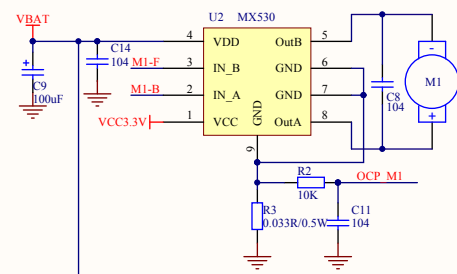 VBAT
U2 MX530
C14
104
C9
100uF
4 VDD OutB 5
M1-F 3 IN_B GND 6
M1-B 2 IN_A GND 7
VCC3.3V 1 VCC OutA 8
GND
9
C8
104
-
M1
+
R2
10K
OCP_M1
R3
0.033R/0.5W
C11
104
+